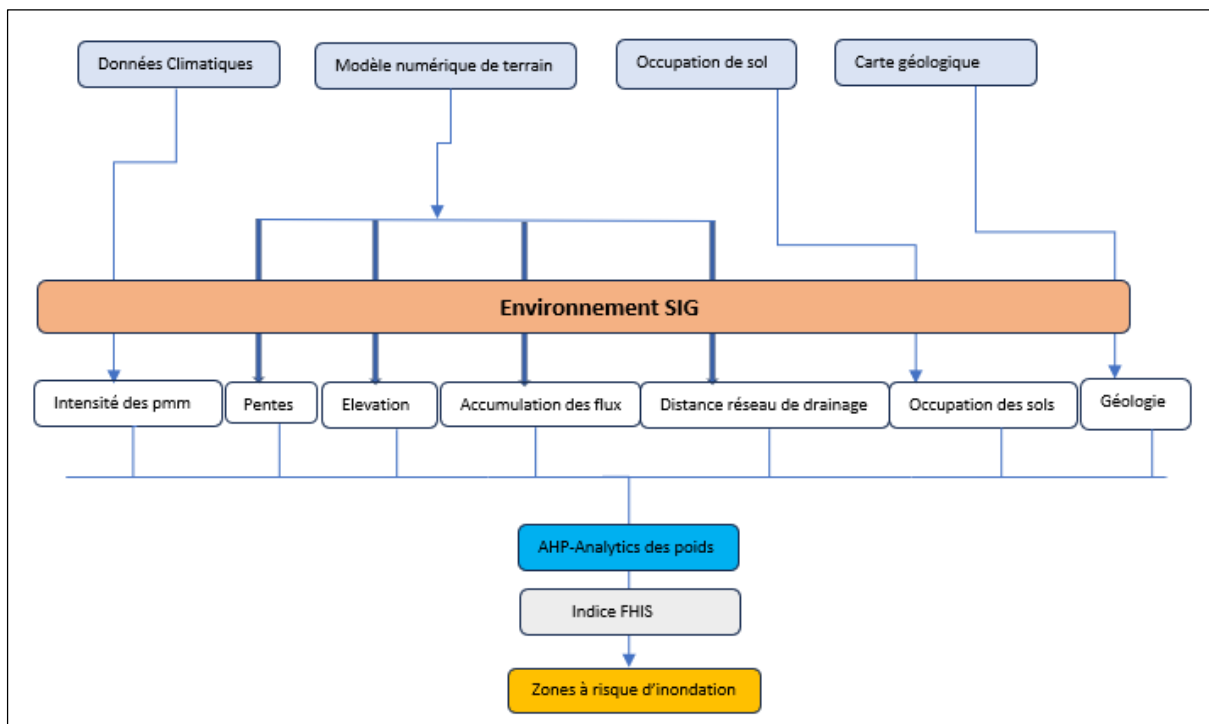 Données Climatiques
Modèle numérique de terrain
Occupation de sol
Carte géologique
Environnement SIG
Intensité des pmm
Pentes
Elevation
Accumulation des flux
Distance réseau de drainage
Occupation des sols
Géologie
AHP-Analytics des poids
Indice FHIS
Zones à risque d'inondation